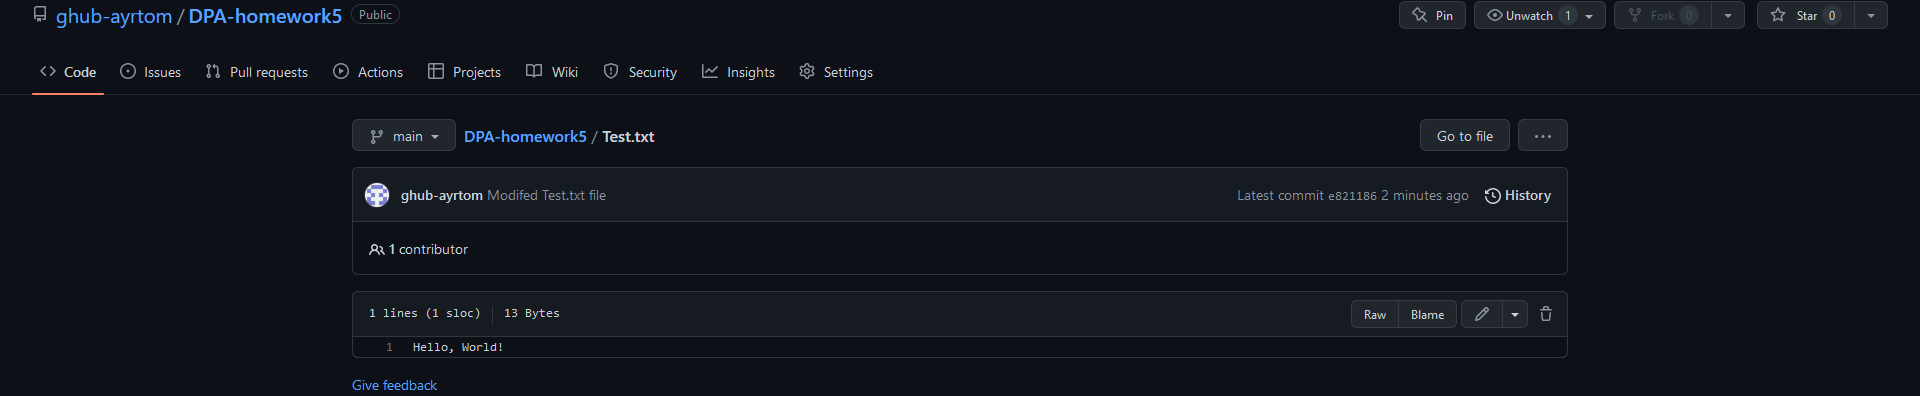 ghub-ayrtom / DPA-homework5 Public Pin Unwatch 1 Fork 0 Star 0
Code Issues Pull requests Actions Projects Wiki Security Insights Settings
main DPA-homework5 / Test.txt Go to file ...
ghub-ayrtom Modifed Test.txt file Latest commit e821186 2 minutes ago History
1 contributor
1 lines (1 sloc) 13 Bytes Raw Blame
1 Hello, World!
Give feedback